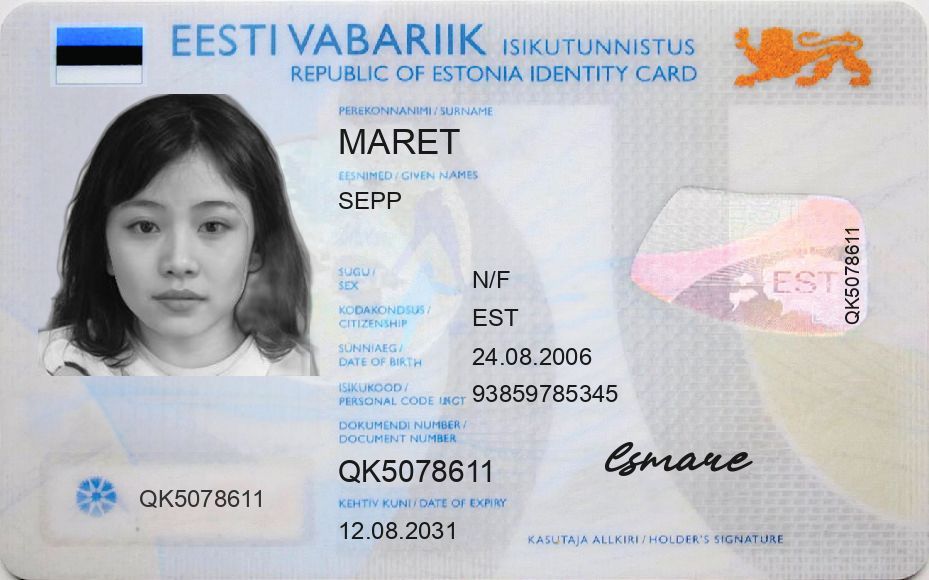 EESTI VABARIIK ISIKUTUNNISTUS
REPUBLIC OF ESTONIA IDENTITY CARD
PEREKONNANIMI / SURNAME
MARET
EESNIMED / GIVEN NAMES
SEPP
SUGU /
SEX
N/F
KODAKONDSUS /
CITIZENSHIP
EST
SÜNNIAEG /
DATE OF BIRTH
24.08.2006
ISIKUKOOD /
PERSONAL CODE
93859785345
DOKUMENDI NUMBER /
DOCUMENT NUMBER
QK5078611
KEHTIV KUNI / DATE OF EXPIRY
12.08.2031
QK5078611
EST
QK5078611
KASUTAJA ALLKIRI / HOLDER'S SIGNATURE